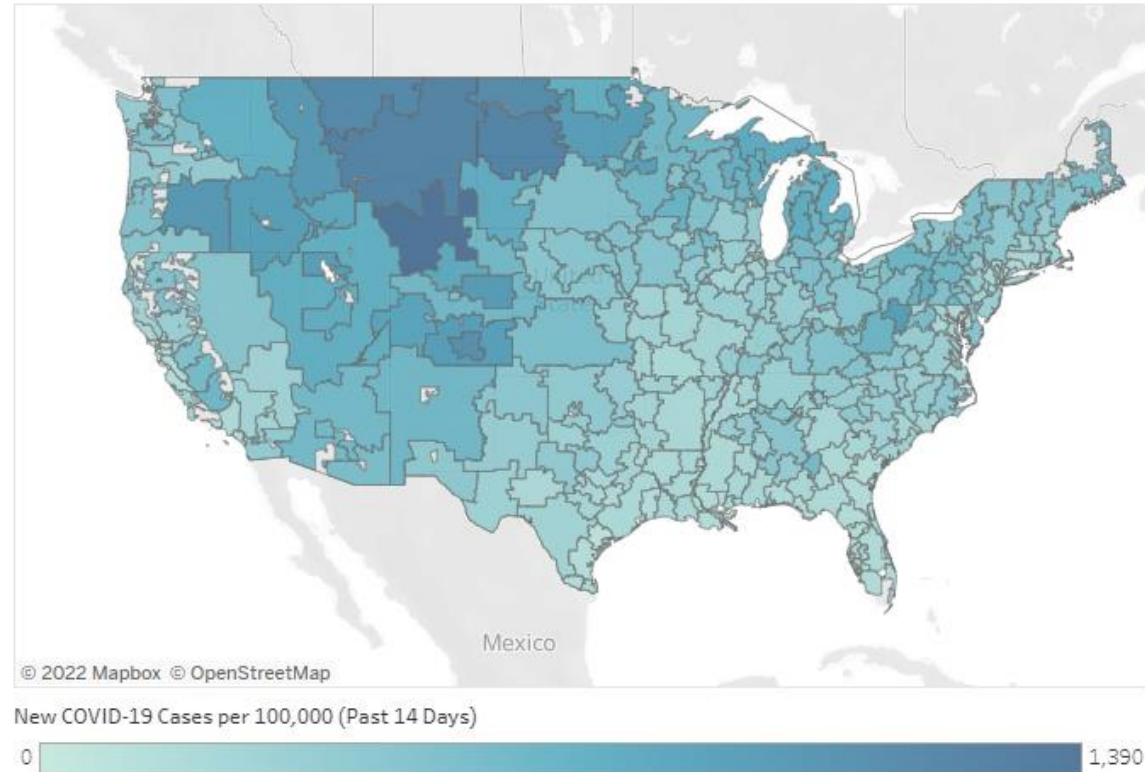 Mexico
© 2022 Mapbox © OpenStreetMap
New COVID-19 Cases per 100,000 (Past 14 Days)
0
1,390